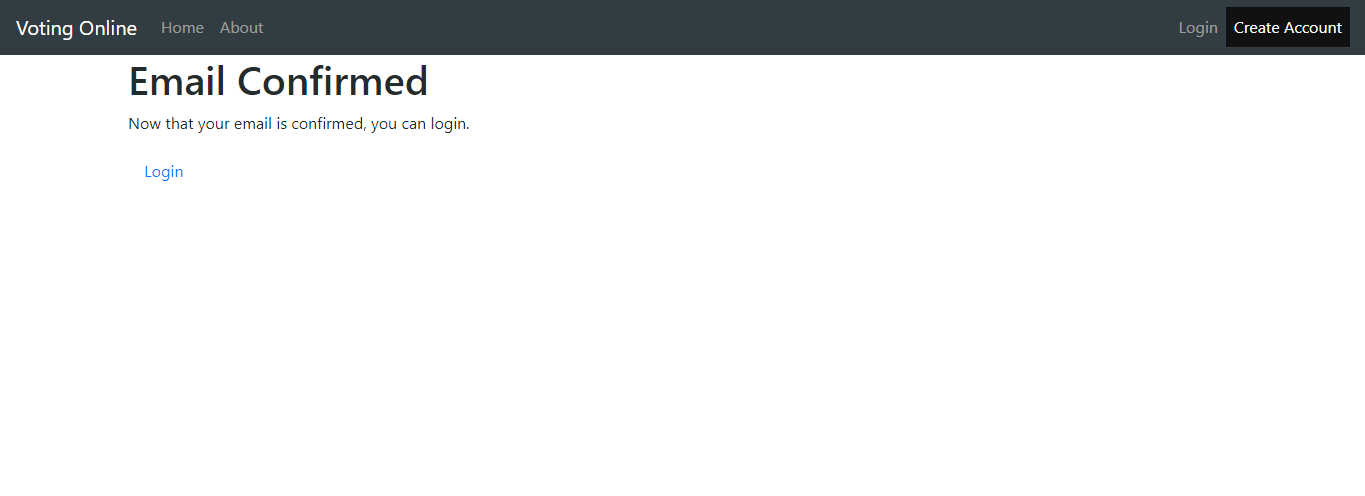 Voting Online Home About Login Create Account
Email Confirmed
Now that your email is confirmed, you can login.
Login